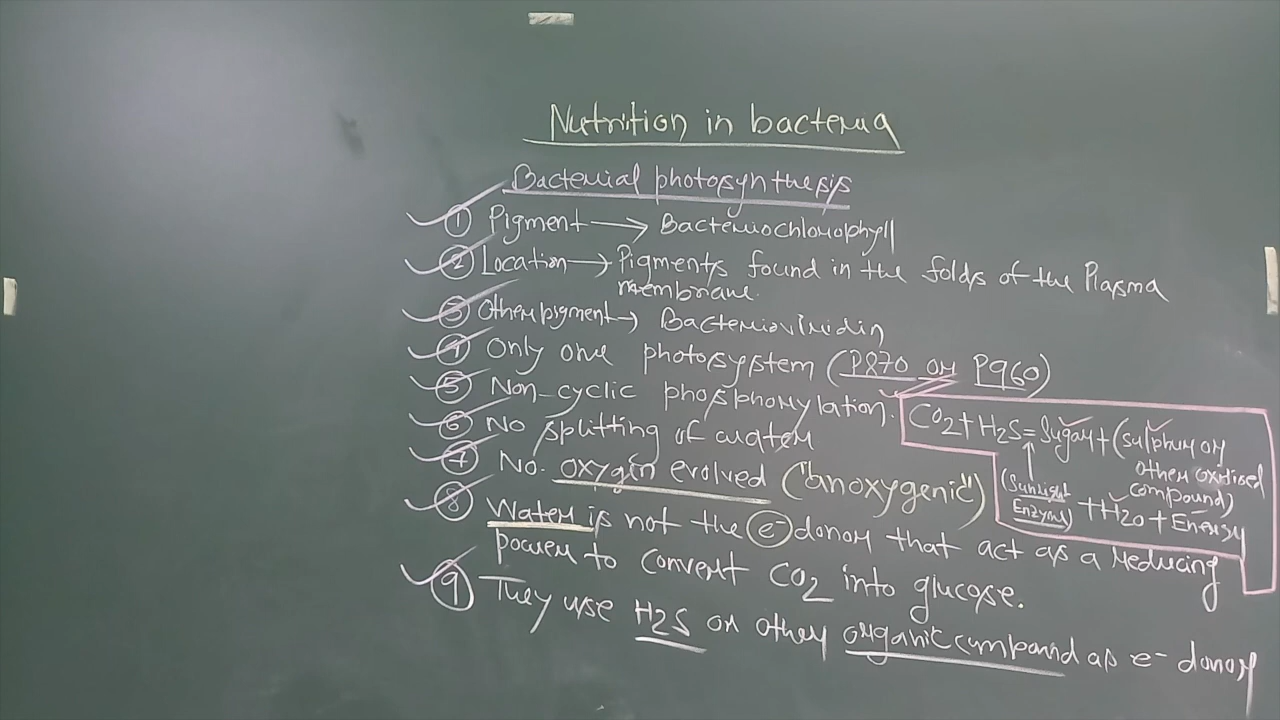 Nutrition in bacteria
Bacterial photosynthesis
① Pigment → Bacteriochlorophyll
② Location → Pigments found in the folds of the Plasma
membrane.
③ Other pigment → Bacterioviridin
④ Only one photosystem (P870 or P960)
⑤ Non-cyclic phosphorylation.
⑥ No splitting of water
⑦ No. oxygin evolved ("anoxygenic")
⑧ Water is not the e- donor that act as a reducing
power to convert CO2 into glucose.
⑨ They use H2S or other organic compound as e- donor
CO2 + H2S = Sugar + (sulphur or
other oxidised
compound)
↑
(Sunlight
Enzyme)
+ H2O + Energy